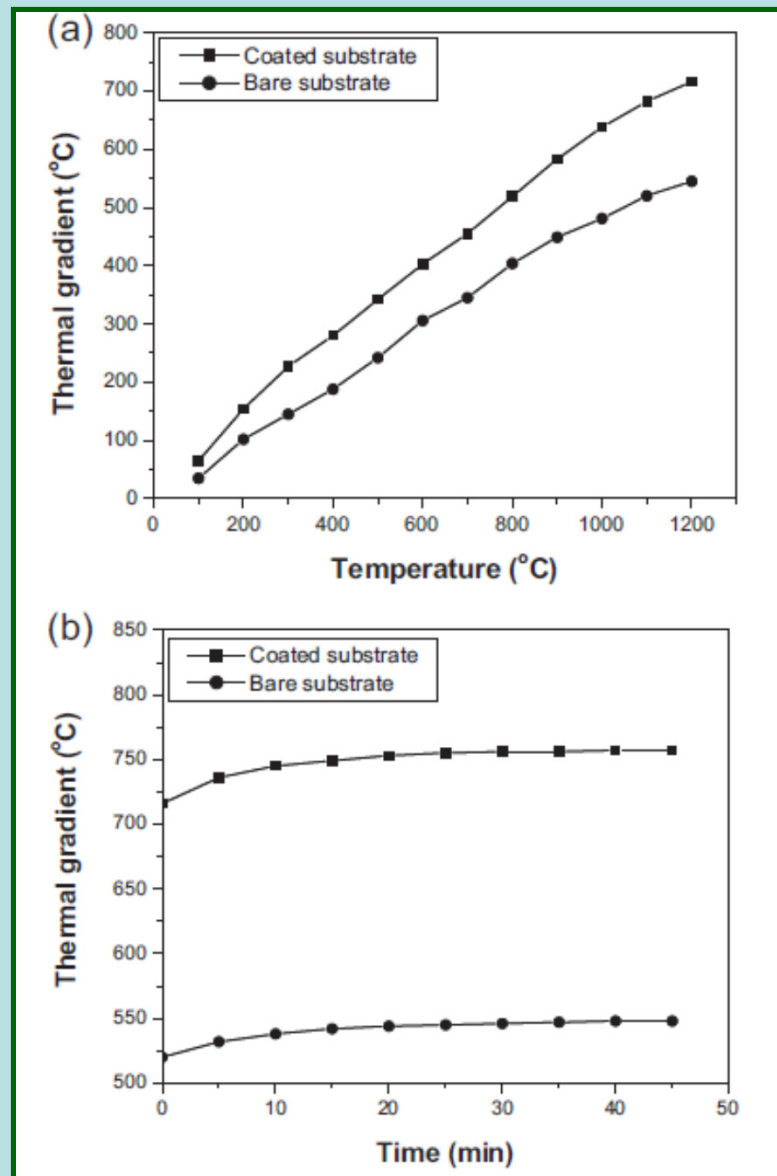 (a)
800
700
600
500
400
300
200
100
0
Thermal gradient (°C)
Coated substrate
Bare substrate
0 200 400 600 800 1000 1200
Temperature (°C)
(b)
850
800
750
700
650
600
550
500
Thermal gradient (°C)
Coated substrate
Bare substrate
0 10 20 30 40 50
Time (min)